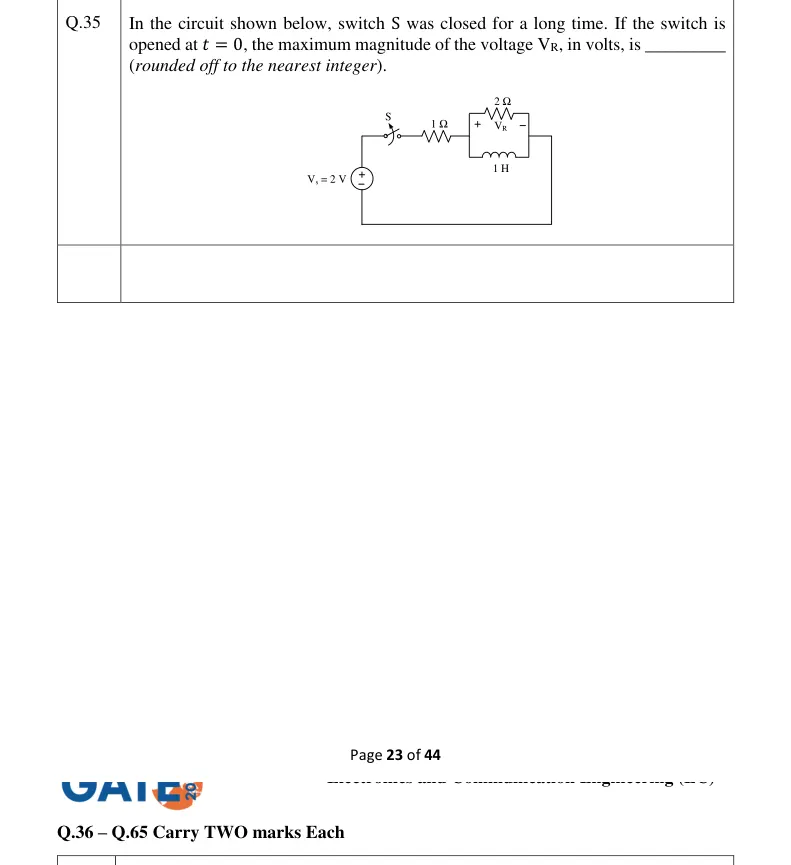 Q.35
In the circuit shown below, switch S was closed for a long time. If the switch is
opened at t = 0, the maximum magnitude of the voltage VR, in volts, is __________
(rounded off to the nearest integer).
2 Ω
S
1 Ω
+ VR −
1 H
Vs = 2 V
+
−
Page 23 of 44
Q.36 – Q.65 Carry TWO marks Each